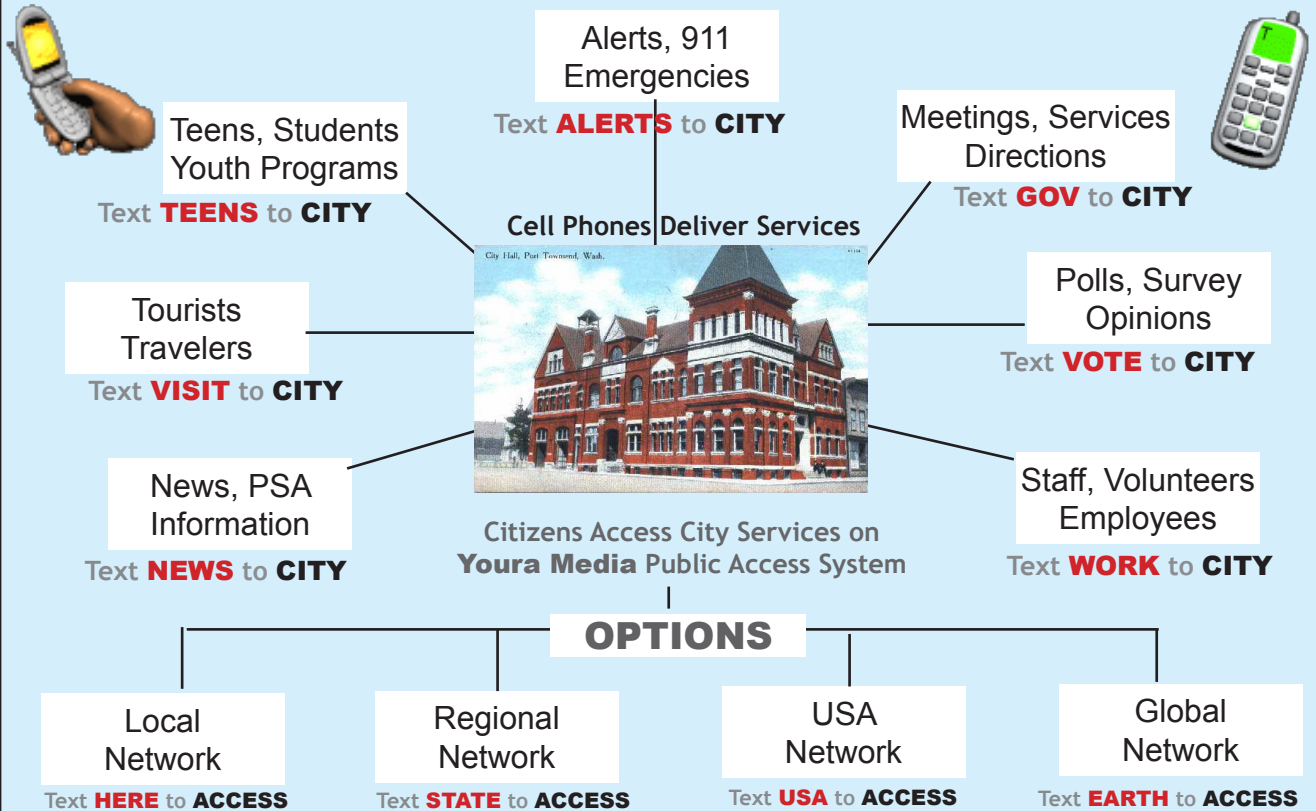 Alerts, 911
Emergencies
Text ALERTS to CITY
Teens, Students
Youth Programs
Text TEENS to CITY
Meetings, Services
Directions
Text GOV to CITY
Cell Phones Deliver Services
City Hall, Port Townsend, Wash.
Tourists
Travelers
Text VISIT to CITY
Polls, Survey
Opinions
Text VOTE to CITY
News, PSA
Information
Text NEWS to CITY
Staff, Volunteers
Employees
Text WORK to CITY
Citizens Access City Services on
Youra Media Public Access System
OPTIONS
Local
Network
Text HERE to ACCESS
Regional
Network
Text STATE to ACCESS
USA
Network
Text USA to ACCESS
Global
Network
Text EARTH to ACCESS
T